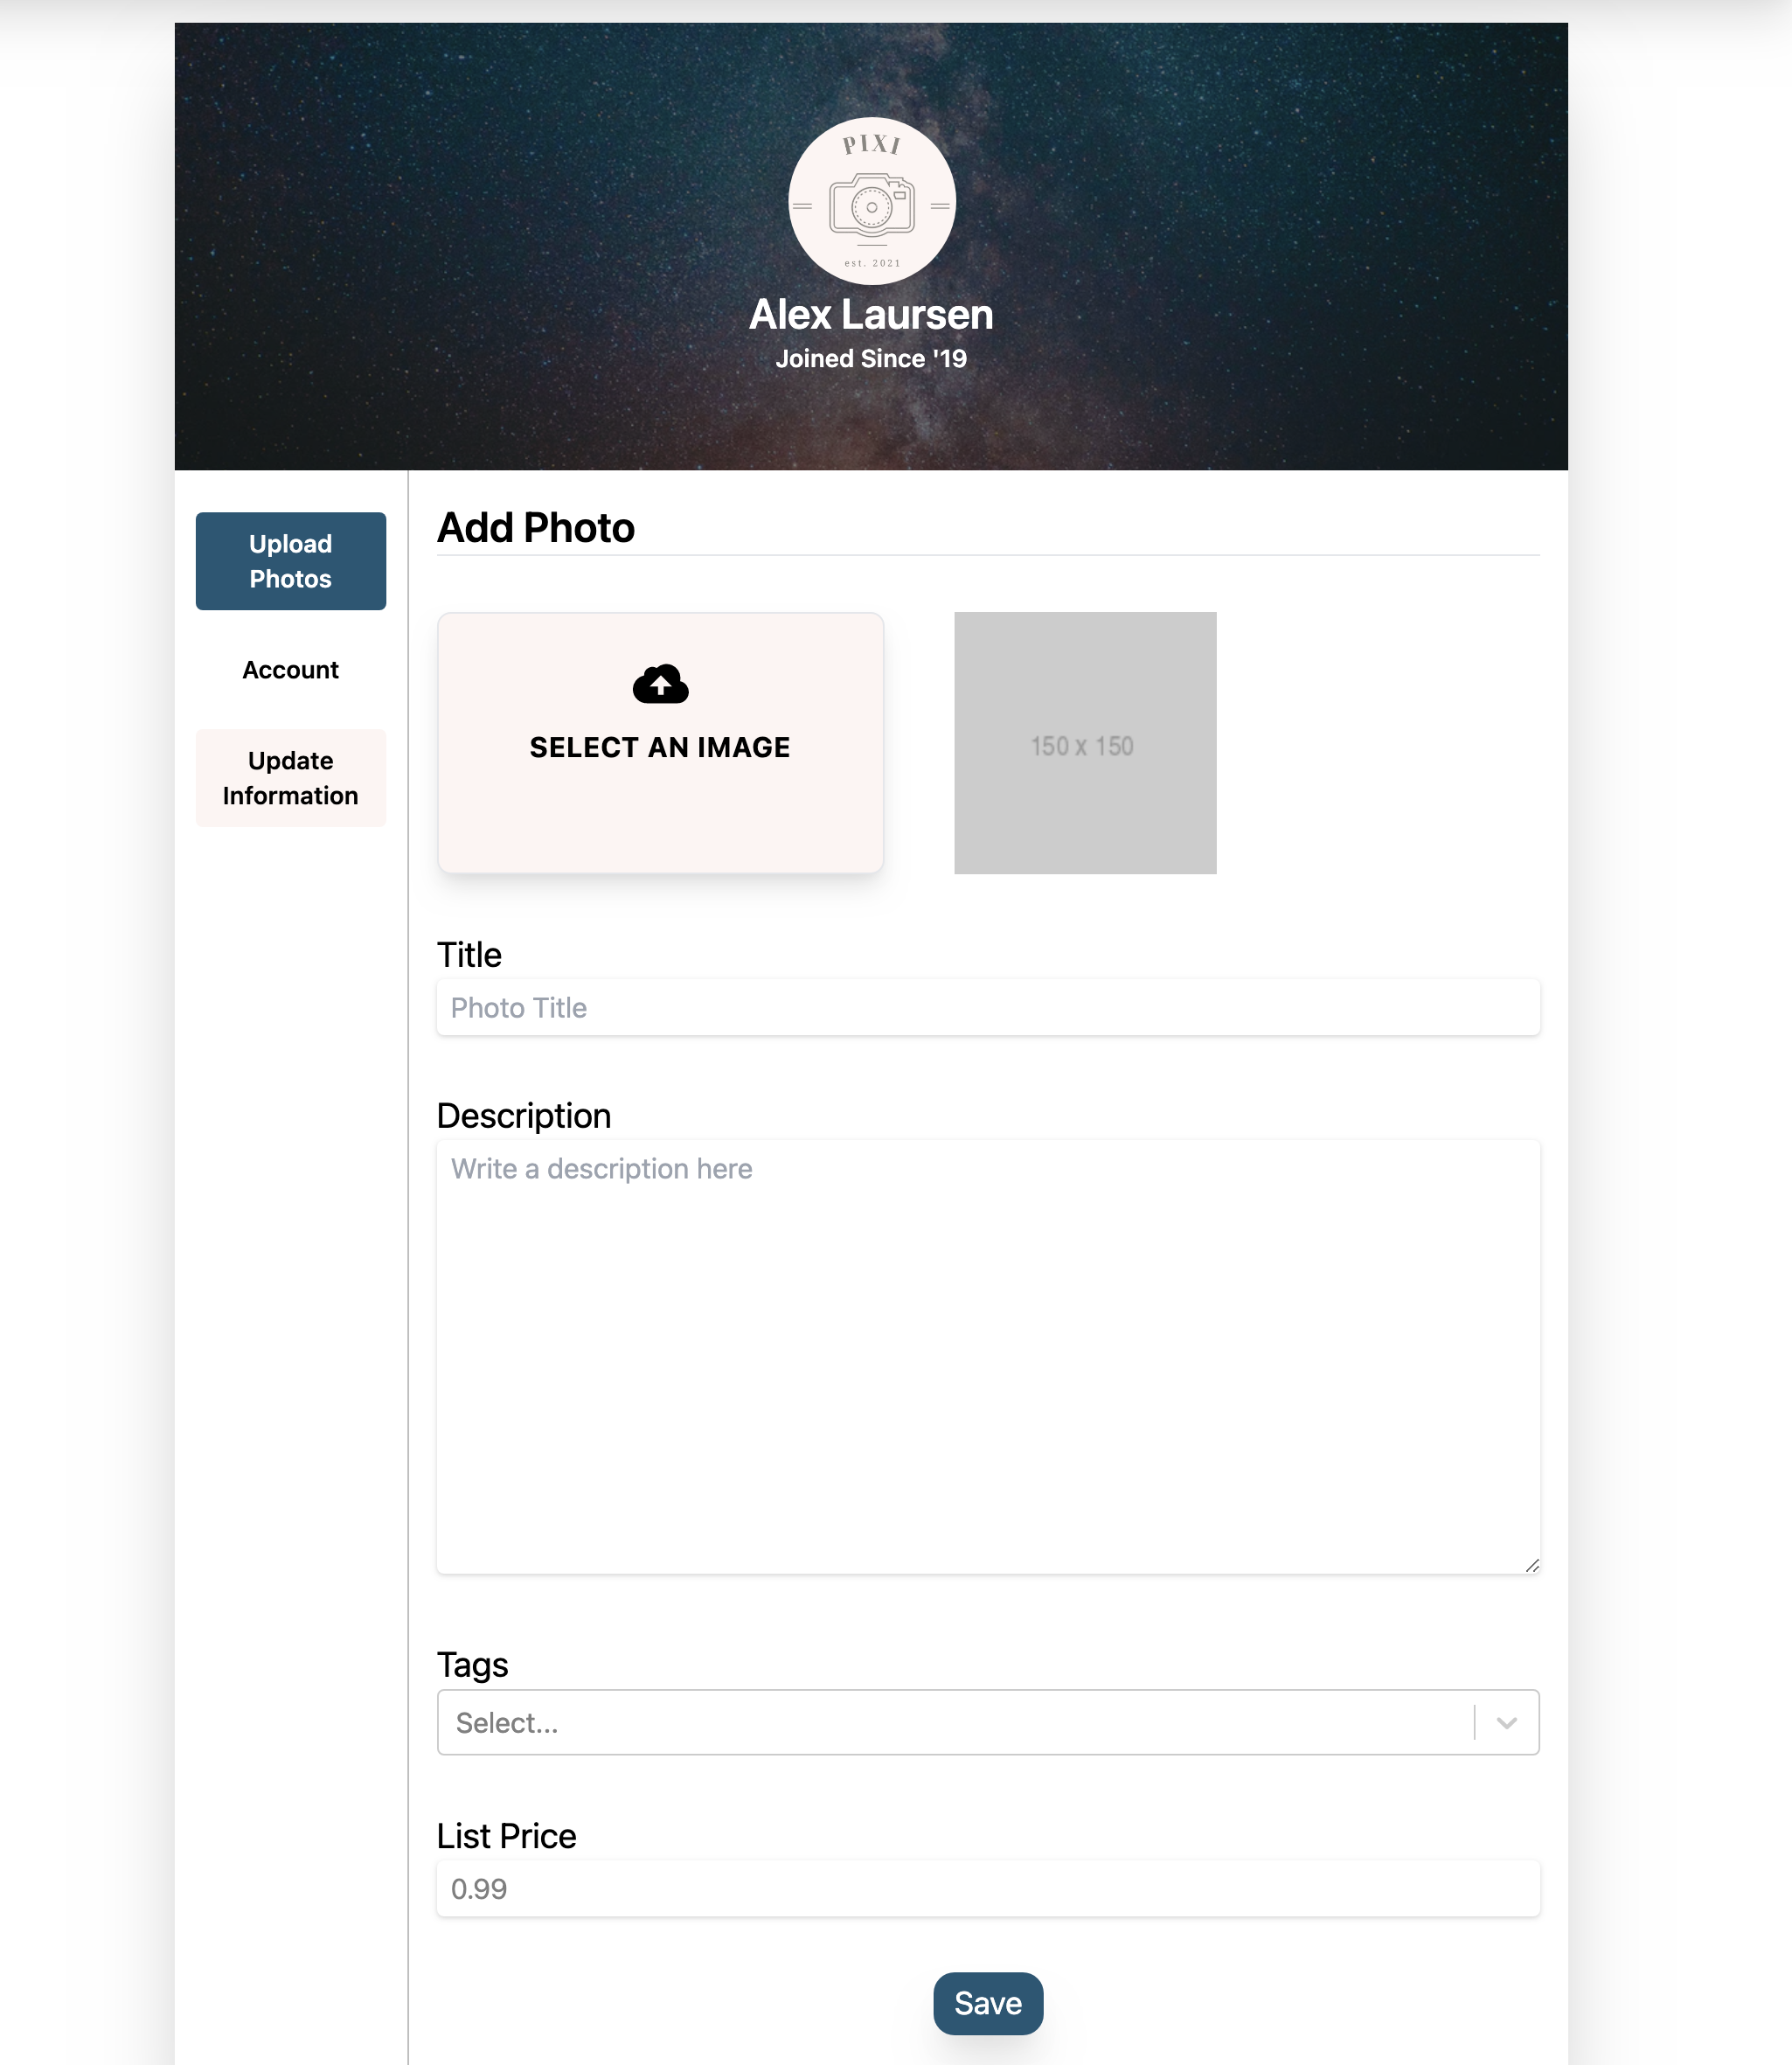 PIXI
est. 2021
Alex Laursen
Joined Since '19
Upload
Photos
Account
Update
Information
Add Photo
SELECT AN IMAGE
150 x 150
Title
Photo Title
Description
Write a description here
Tags
Select...
List Price
0.99
Save